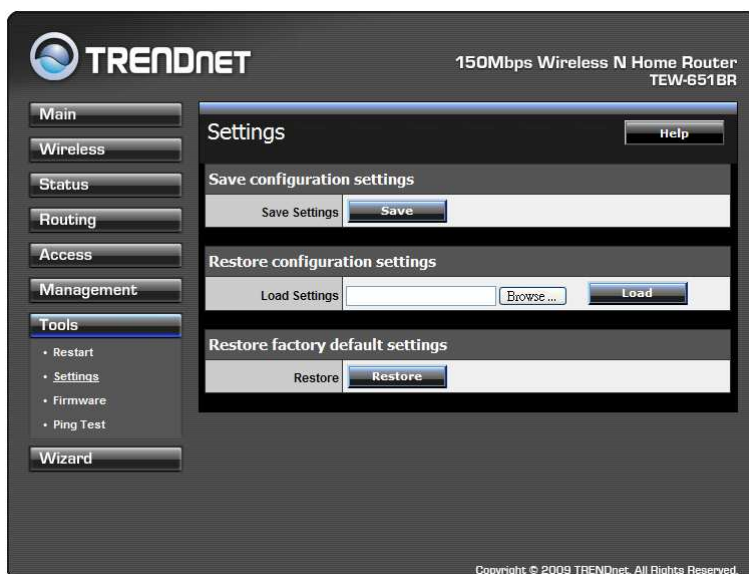 TRENDNET
150Mbps Wireless N Home Router
TEW-651BR
Main
Wireless
Status
Routing
Access
Management
Tools
• Restart
• Settings
• Firmware
• Ping Test
Wizard
Settings
Help
Save configuration settings
Save Settings Save
Restore configuration settings
Load Settings Browse ... Load
Restore factory default settings
Restore Restore
Copyright © 2009 TRENDnet. All Rights Reserved.